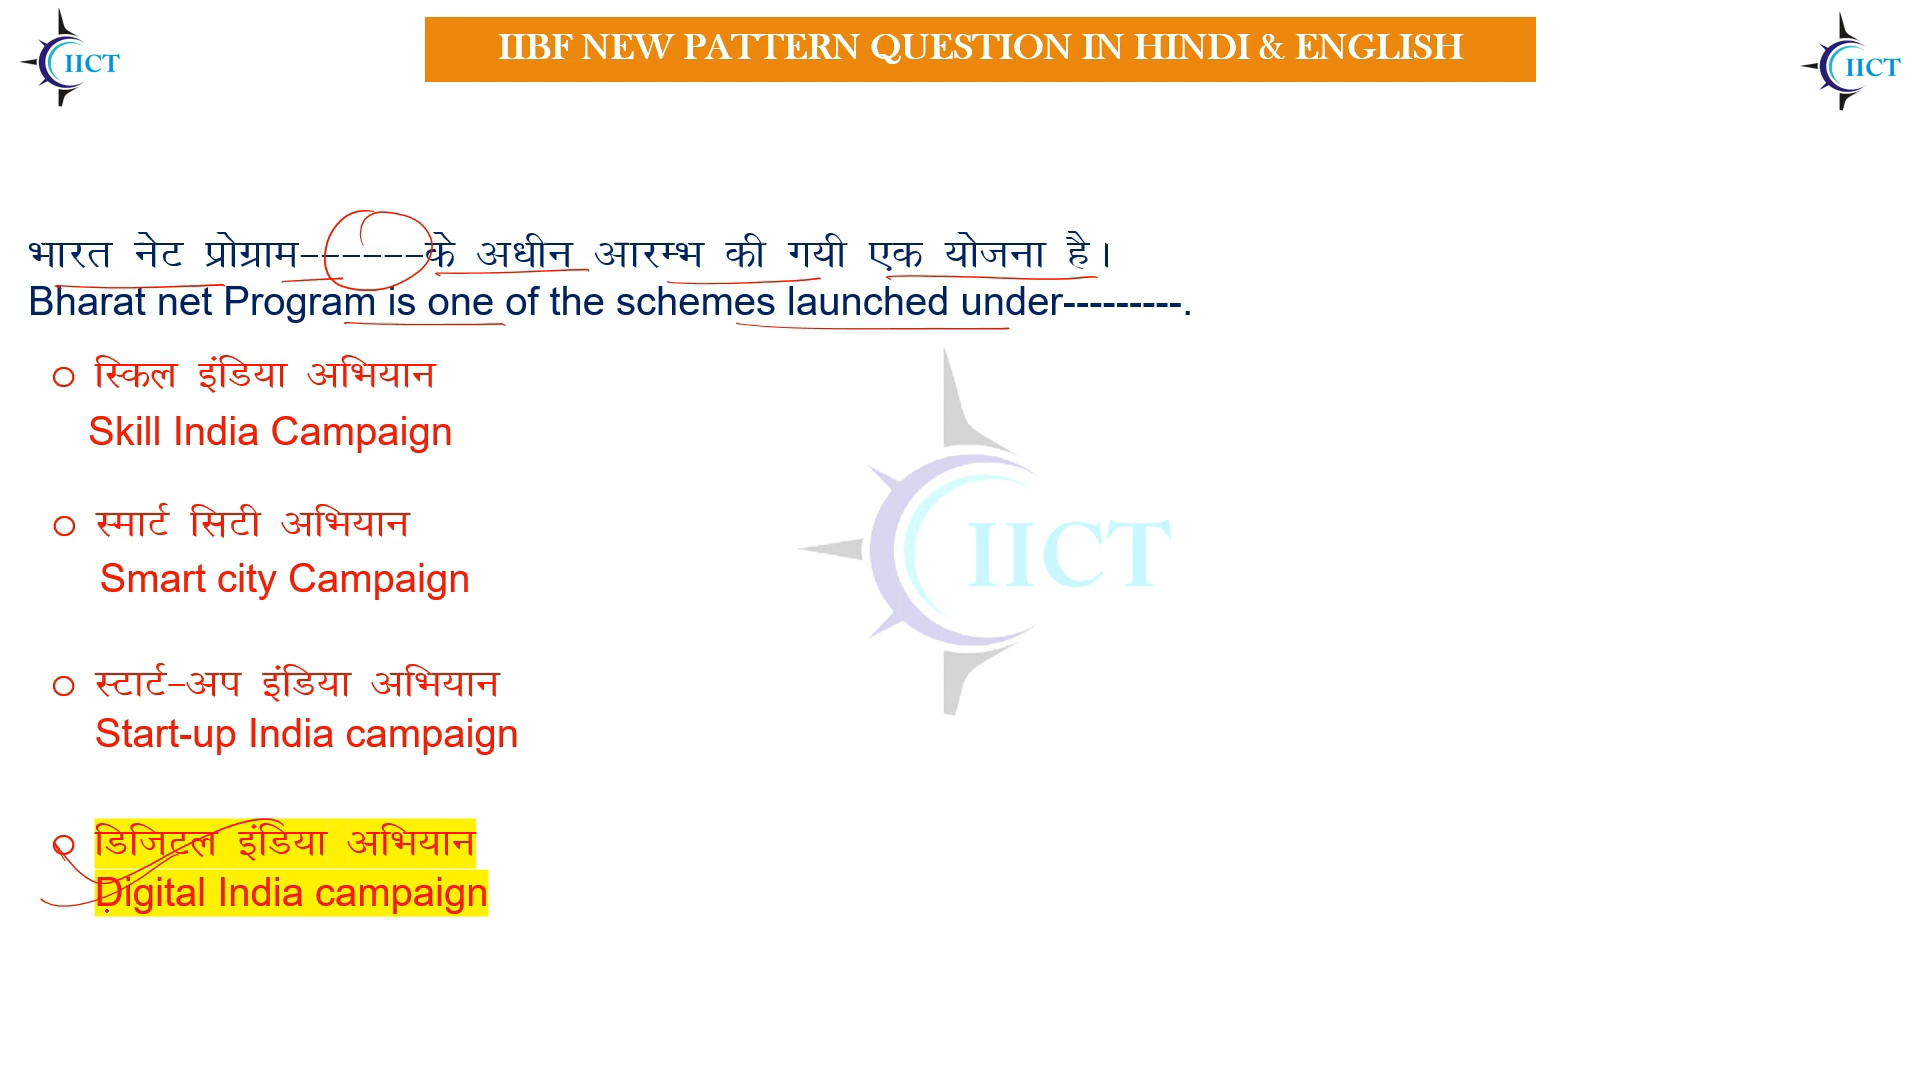 IICT
IIBF NEW PATTERN QUESTION IN HINDI & ENGLISH
IICT
भारत नेट प्रोग्राम------के अधीन आरम्भ की गयी एक योजना है।
Bharat net Program is one of the schemes launched under---------.
○ स्किल इंडिया अभियान
Skill India Campaign
○ स्मार्ट सिटी अभियान
Smart city Campaign
○ स्टार्ट-अप इंडिया अभियान
Start-up India campaign
○ डिजिटल इंडिया अभियान
Digital India campaign
IICT